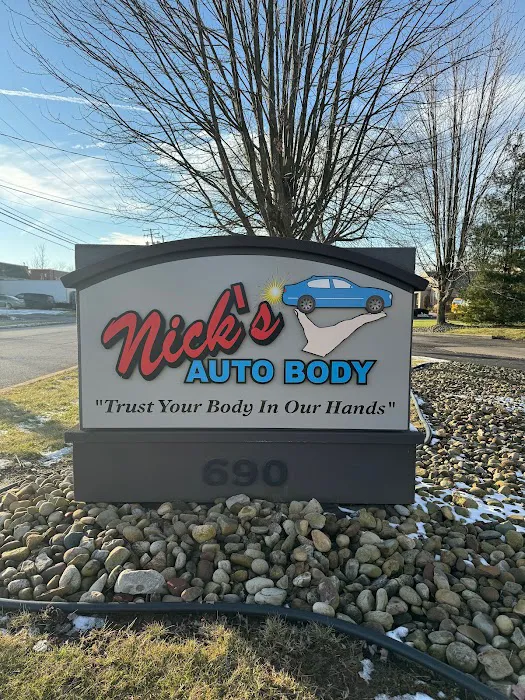 Nick's
AUTO BODY
"Trust Your Body In Our Hands"
690